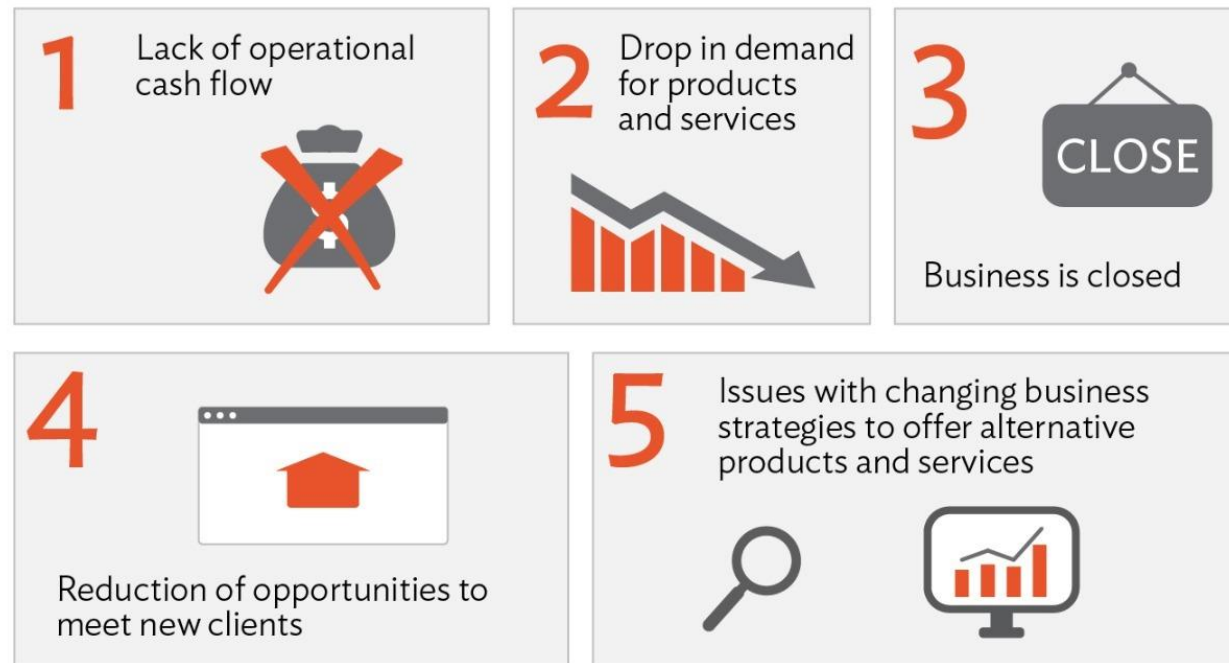 1
Lack of operational
cash flow
$
2
Drop in demand
for products
and services
3
CLOSE
Business is closed
4
Reduction of opportunities to
meet new clients
5
Issues with changing business
strategies to offer alternative
products and services